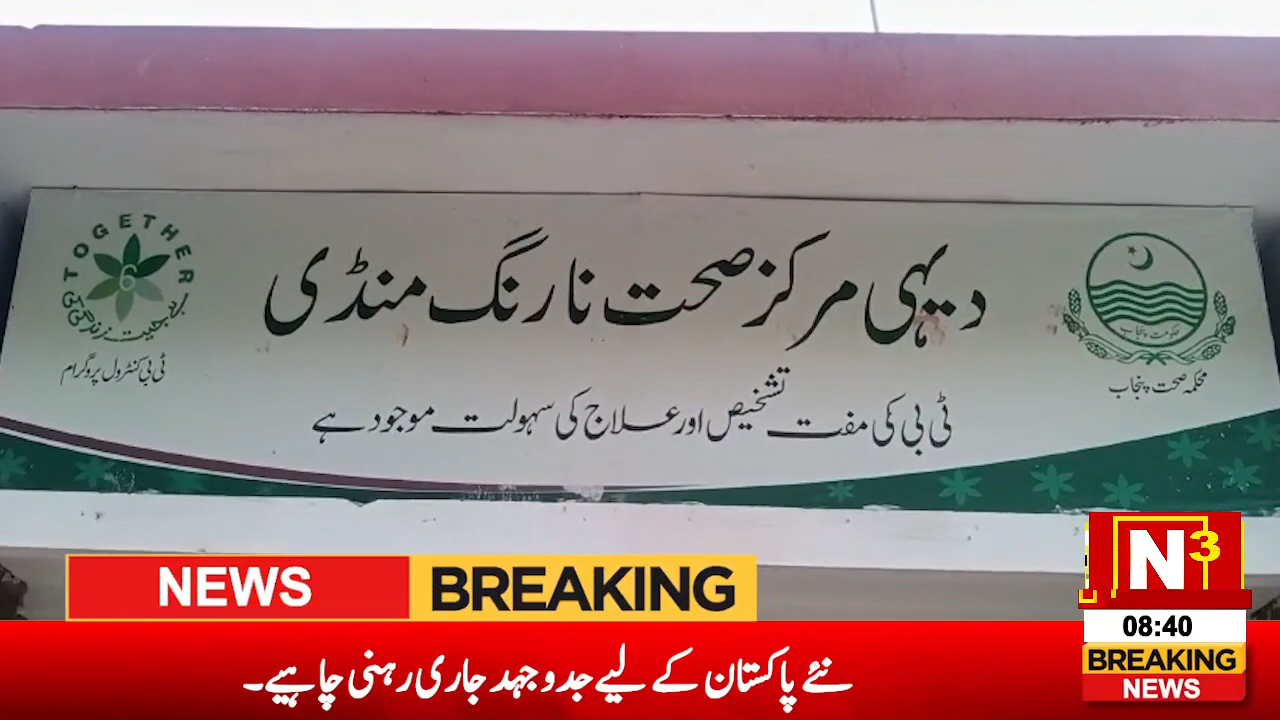 دیہی مرکز صحت نارنگ منڈی
ٹی بی کی مفت تشخیص اور علاج کی سہولت موجود ہے
TOGETHER
6
ٹی بی کنٹرول پروگرام
حکومت پنجاب
محکمہ صحت پنجاب
NEWS BREAKING
نئے پاکستان کے لیے جدوجہد جاری رہنی چاہیے۔
N3
08:40
BREAKING
NEWS